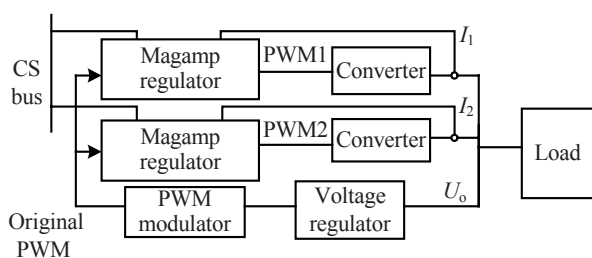 CS
bus
Magamp
regulator
PWM1
Converter
I1
Magamp
regulator
PWM2
Converter
I2
Load
PWM
modulator
Voltage
regulator
Uo
Original
PWM